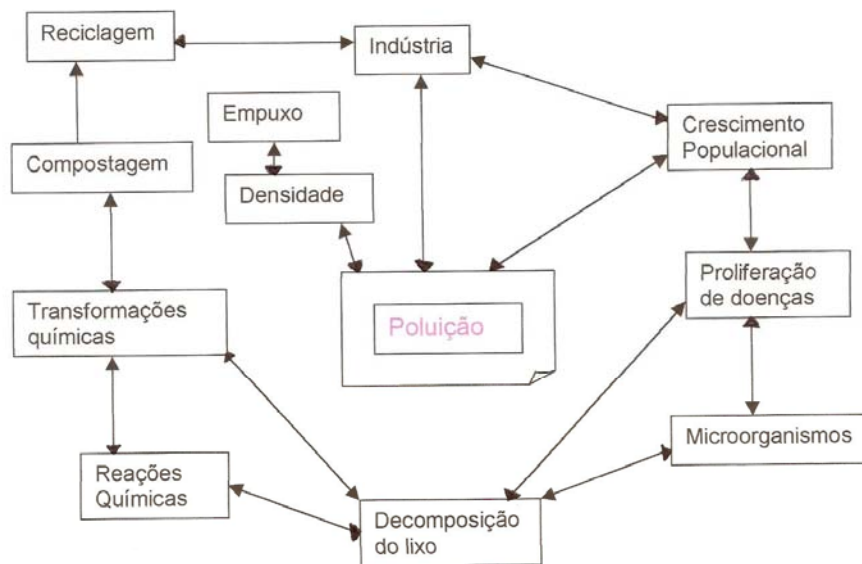 Reciclagem
Indústria
Empuxo
Crescimento
Populacional
Compostagem
Densidade
Proliferação
de doenças
Transformações
químicas
Poluição
Microorganismos
Reações
Químicas
Decomposição
do lixo